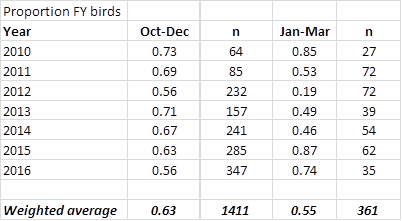 Proportion FY birds
Year Oct-Dec n Jan-Mar n
2010 0.73 64 0.85 27
2011 0.69 85 0.53 72
2012 0.56 232 0.19 72
2013 0.71 157 0.49 39
2014 0.67 241 0.46 54
2015 0.63 285 0.87 62
2016 0.56 347 0.74 35
Weighted average 0.63 1411 0.55 361